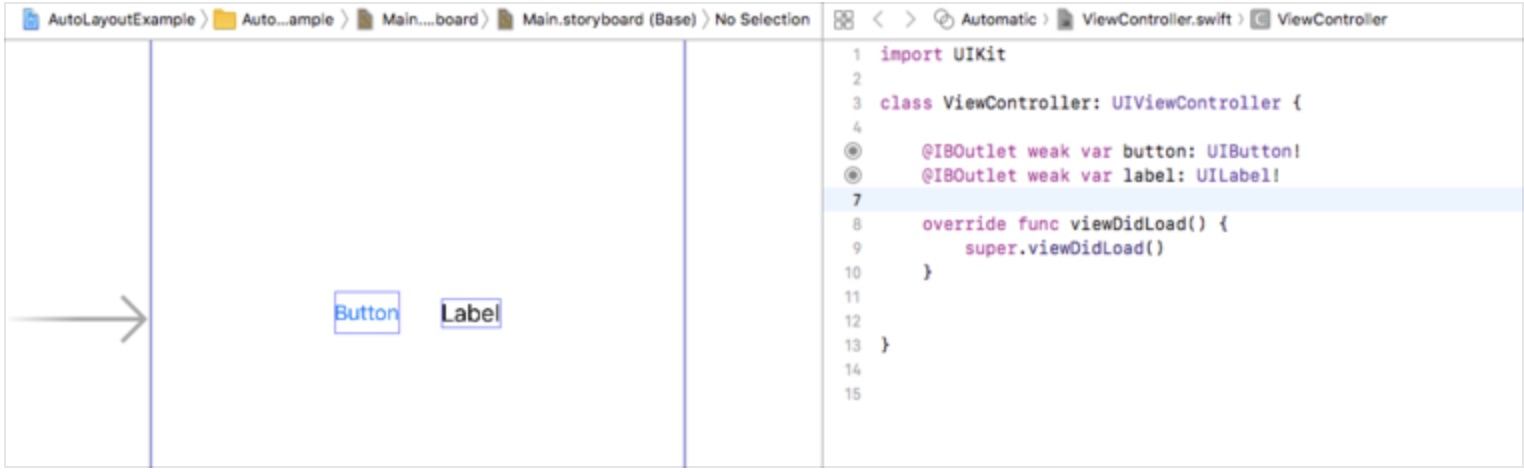 AutoLayoutExample 〉 Auto...ample 〉 Main....board 〉 Main.storyboard (Base) 〉 No Selection
Button
Label
Automatic 〉 ViewController.swift 〉 C ViewController
1 import UIKit
2
3 class ViewController: UIViewController {
4
@IBOutlet weak var button: UIButton!
@IBOutlet weak var label: UILabel!
7
8 override func viewDidLoad() {
9 super.viewDidLoad()
10 }
11
12
13 }
14
15